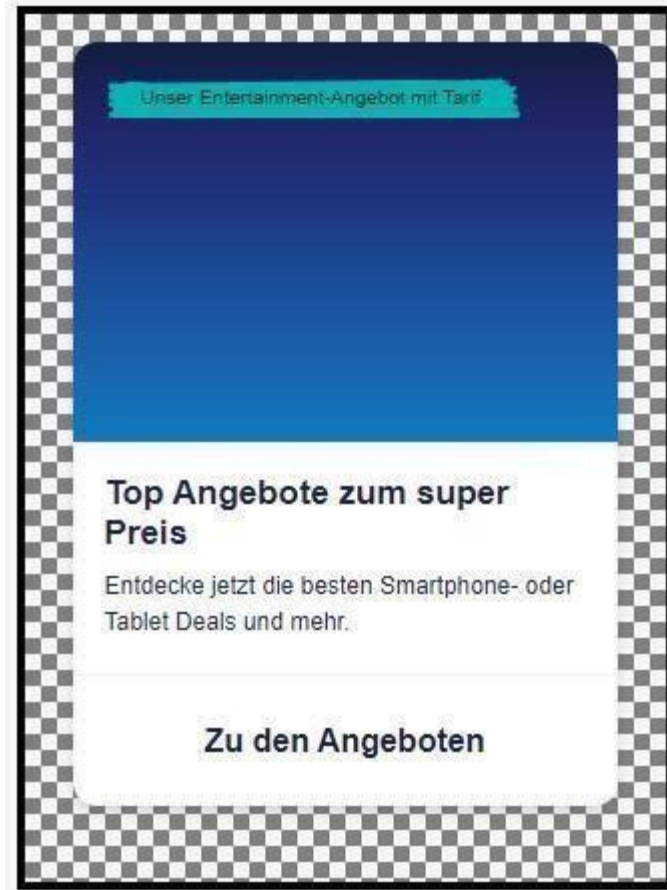 Unser Entertainment-Angebot mit Tarif
Top Angebote zum super
Preis
Entdecke jetzt die besten Smartphone- oder
Tablet Deals und mehr.
Zu den Angeboten